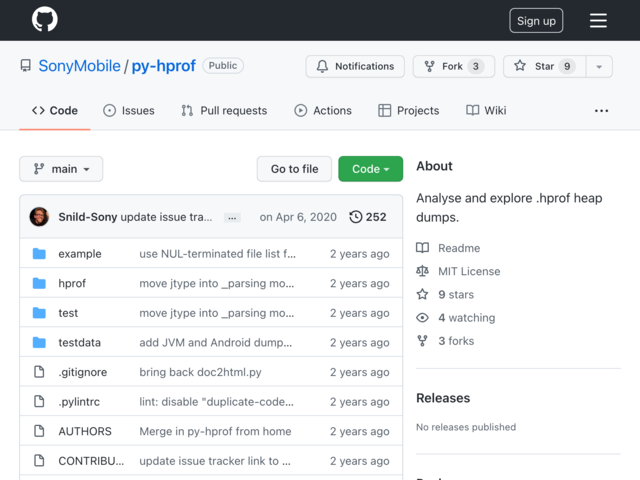 Sign up
SonyMobile / py-hprof Public
Notifications Fork 3 Star 9
Code Issues Pull requests Actions Projects Wiki ...
main Go to file Code
Snild-Sony update issue tra... ... on Apr 6, 2020 252
example use NUL-terminated file list f... 2 years ago
hprof move jtype into _parsing mo... 2 years ago
test move jtype into _parsing mo... 2 years ago
testdata add JVM and Android dump... 2 years ago
.gitignore bring back doc2html.py 2 years ago
.pylintrc lint: disable "duplicate-code... 2 years ago
AUTHORS Merge in py-hprof from home 2 years ago
CONTRIBU... update issue tracker link to ... 2 years ago
About
Analyse and explore .hprof heap
dumps.
Readme
MIT License
9 stars
4 watching
3 forks
Releases
No releases published